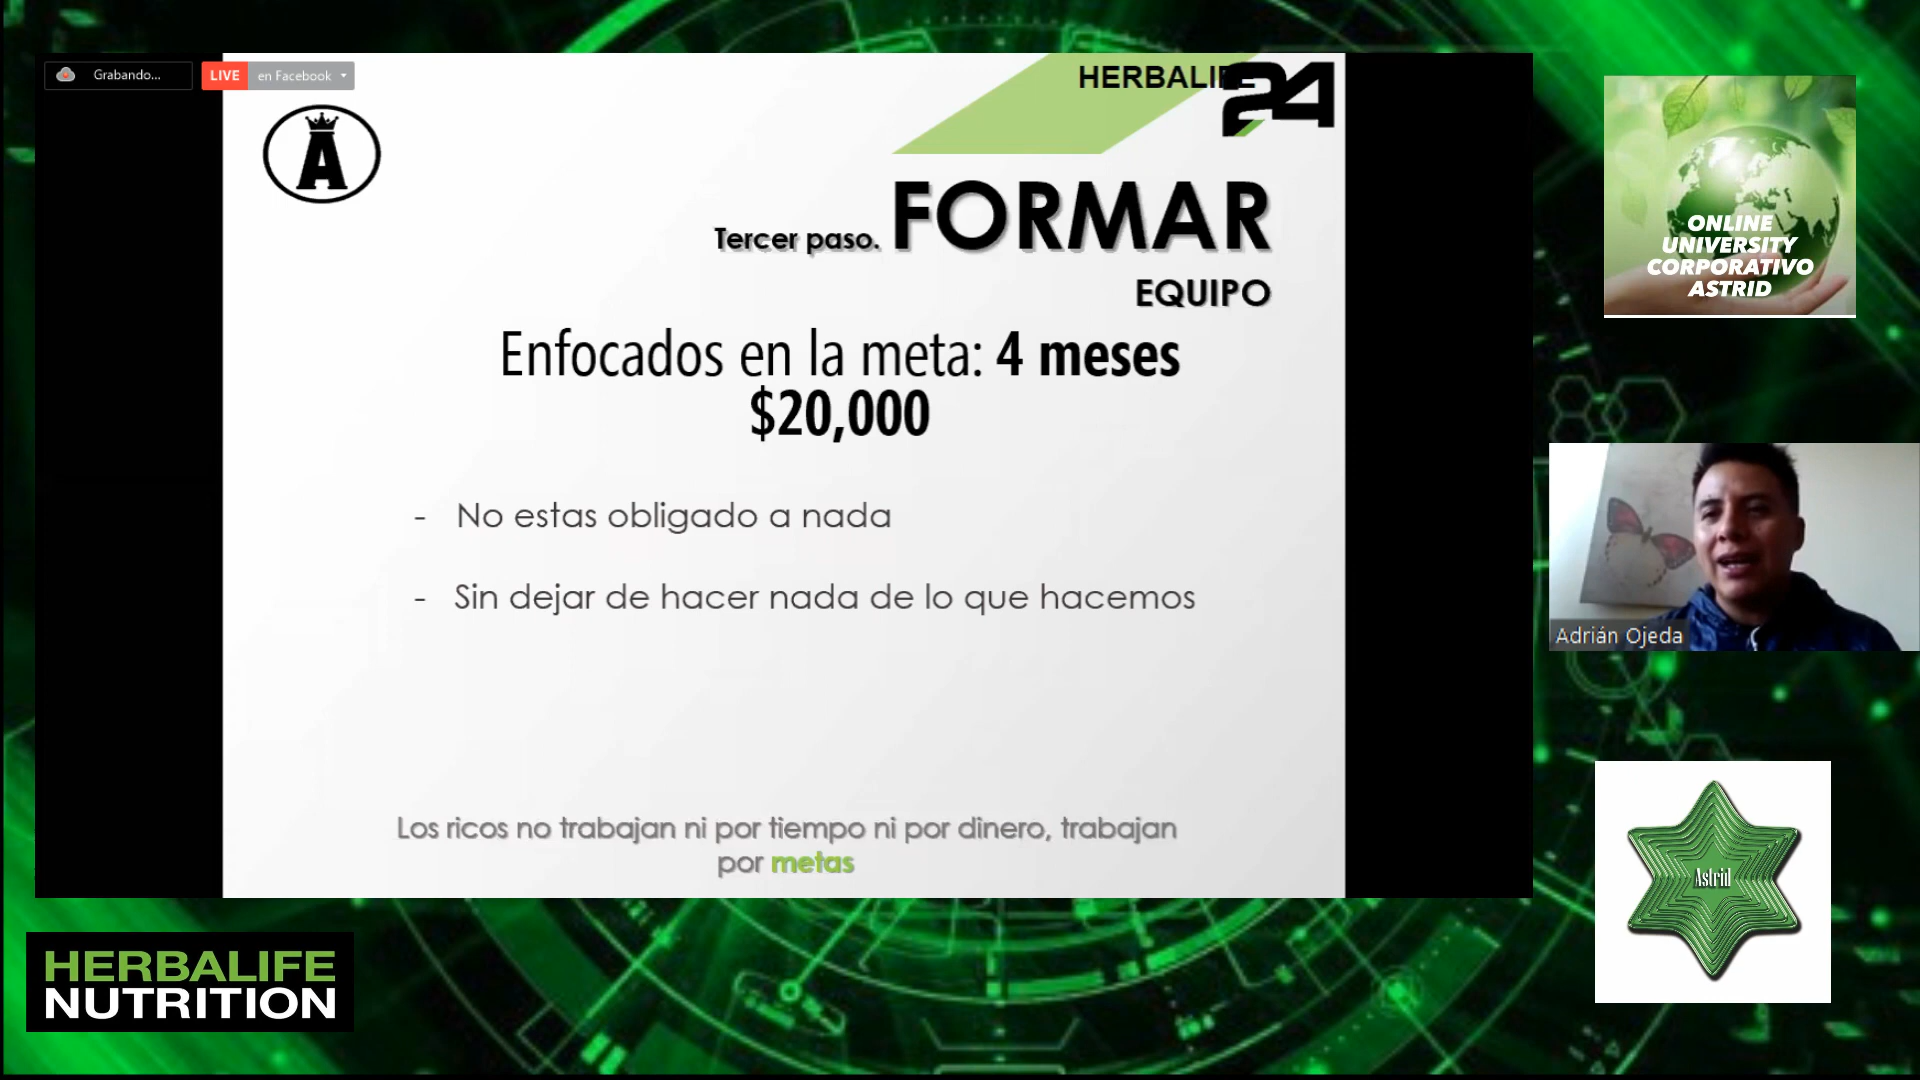 Grabando...
LIVE en Facebook
HERBALIFE
24
A
Tercer paso. FORMAR
EQUIPO
Enfocados en la meta: 4 meses
$20,000
- No estas obligado a nada
- Sin dejar de hacer nada de lo que hacemos
Los ricos no trabajan ni por tiempo ni por dinero, trabajan
por metas
ONLINE
UNIVERSITY
CORPORATIVO
ASTRID
Adrián Ojeda
Astrid
HERBALIFE
NUTRITION